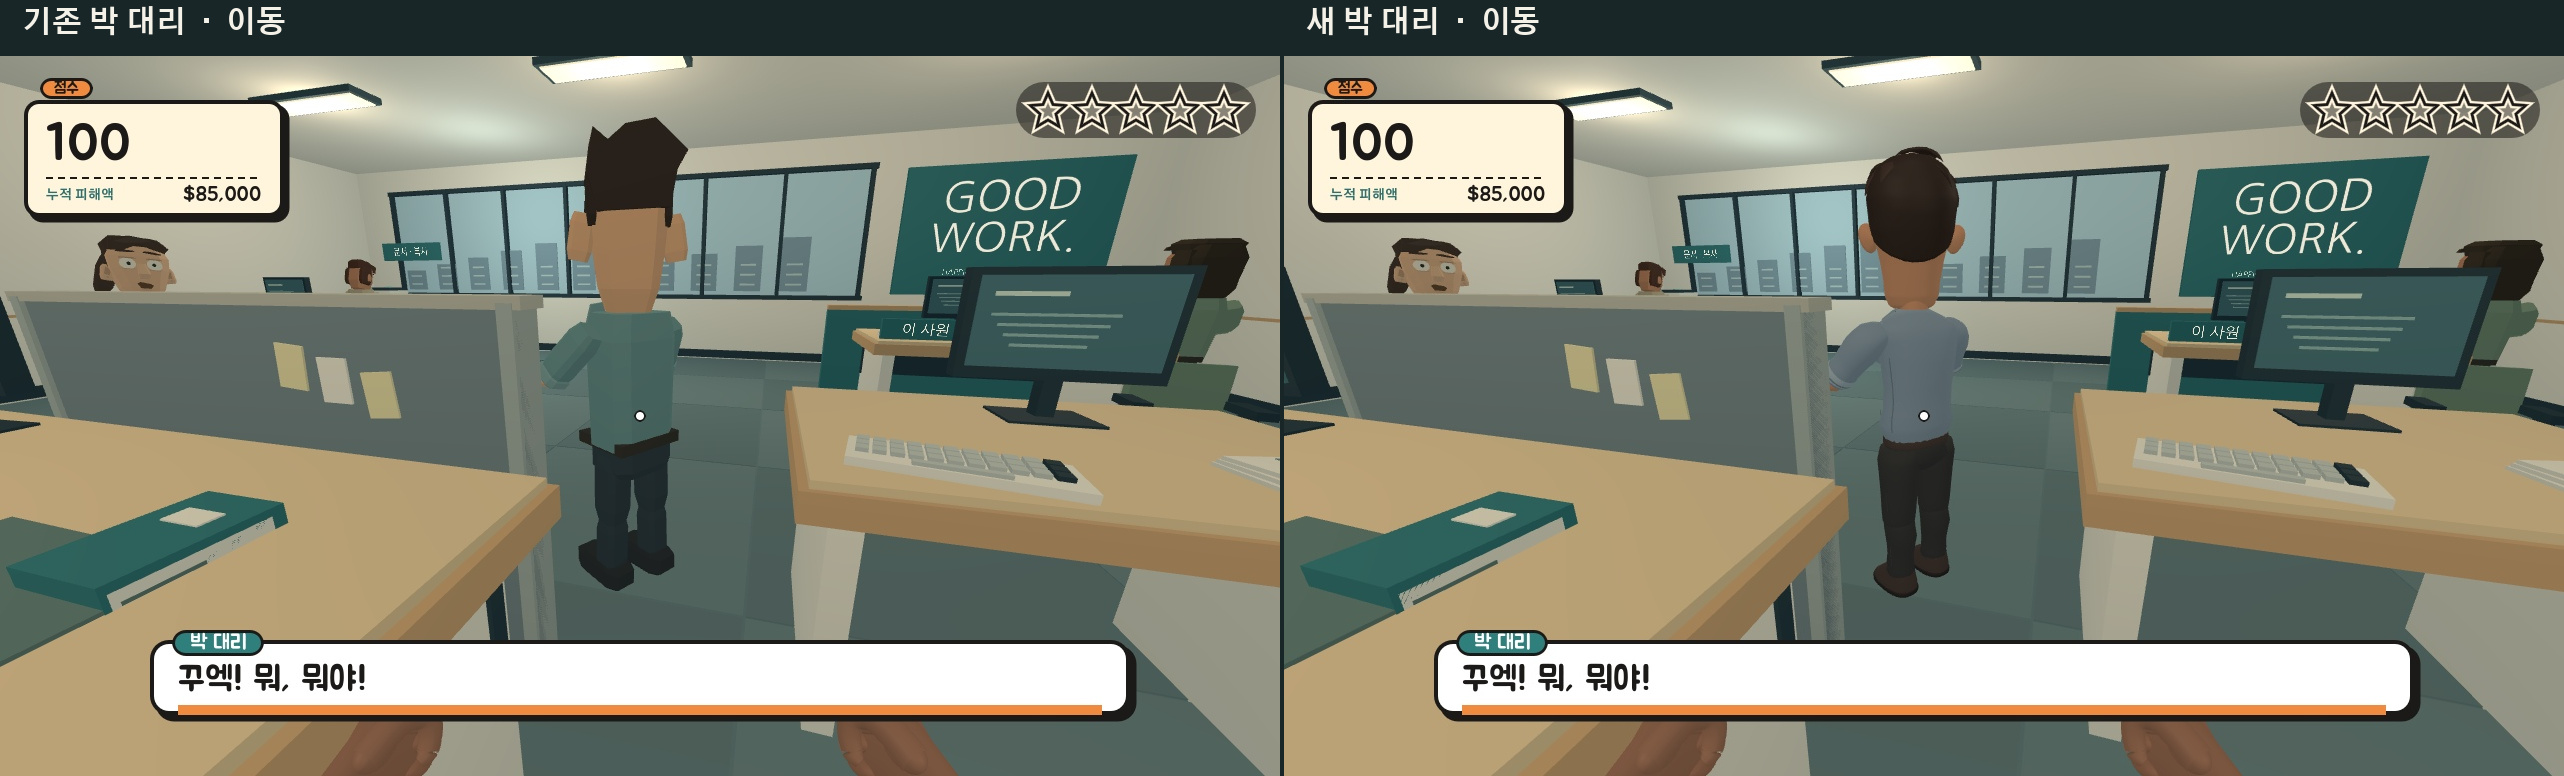 기존 박 대리 · 이동
점수
100
누적 피해액 $85,000
GOOD
WORK.
이 사원
박 대리
꾸엑! 뭐, 뭐야!
새 박 대리 · 이동
점수
100
누적 피해액 $85,000
GOOD
WORK.
이 사원
박 대리
꾸엑! 뭐, 뭐야!